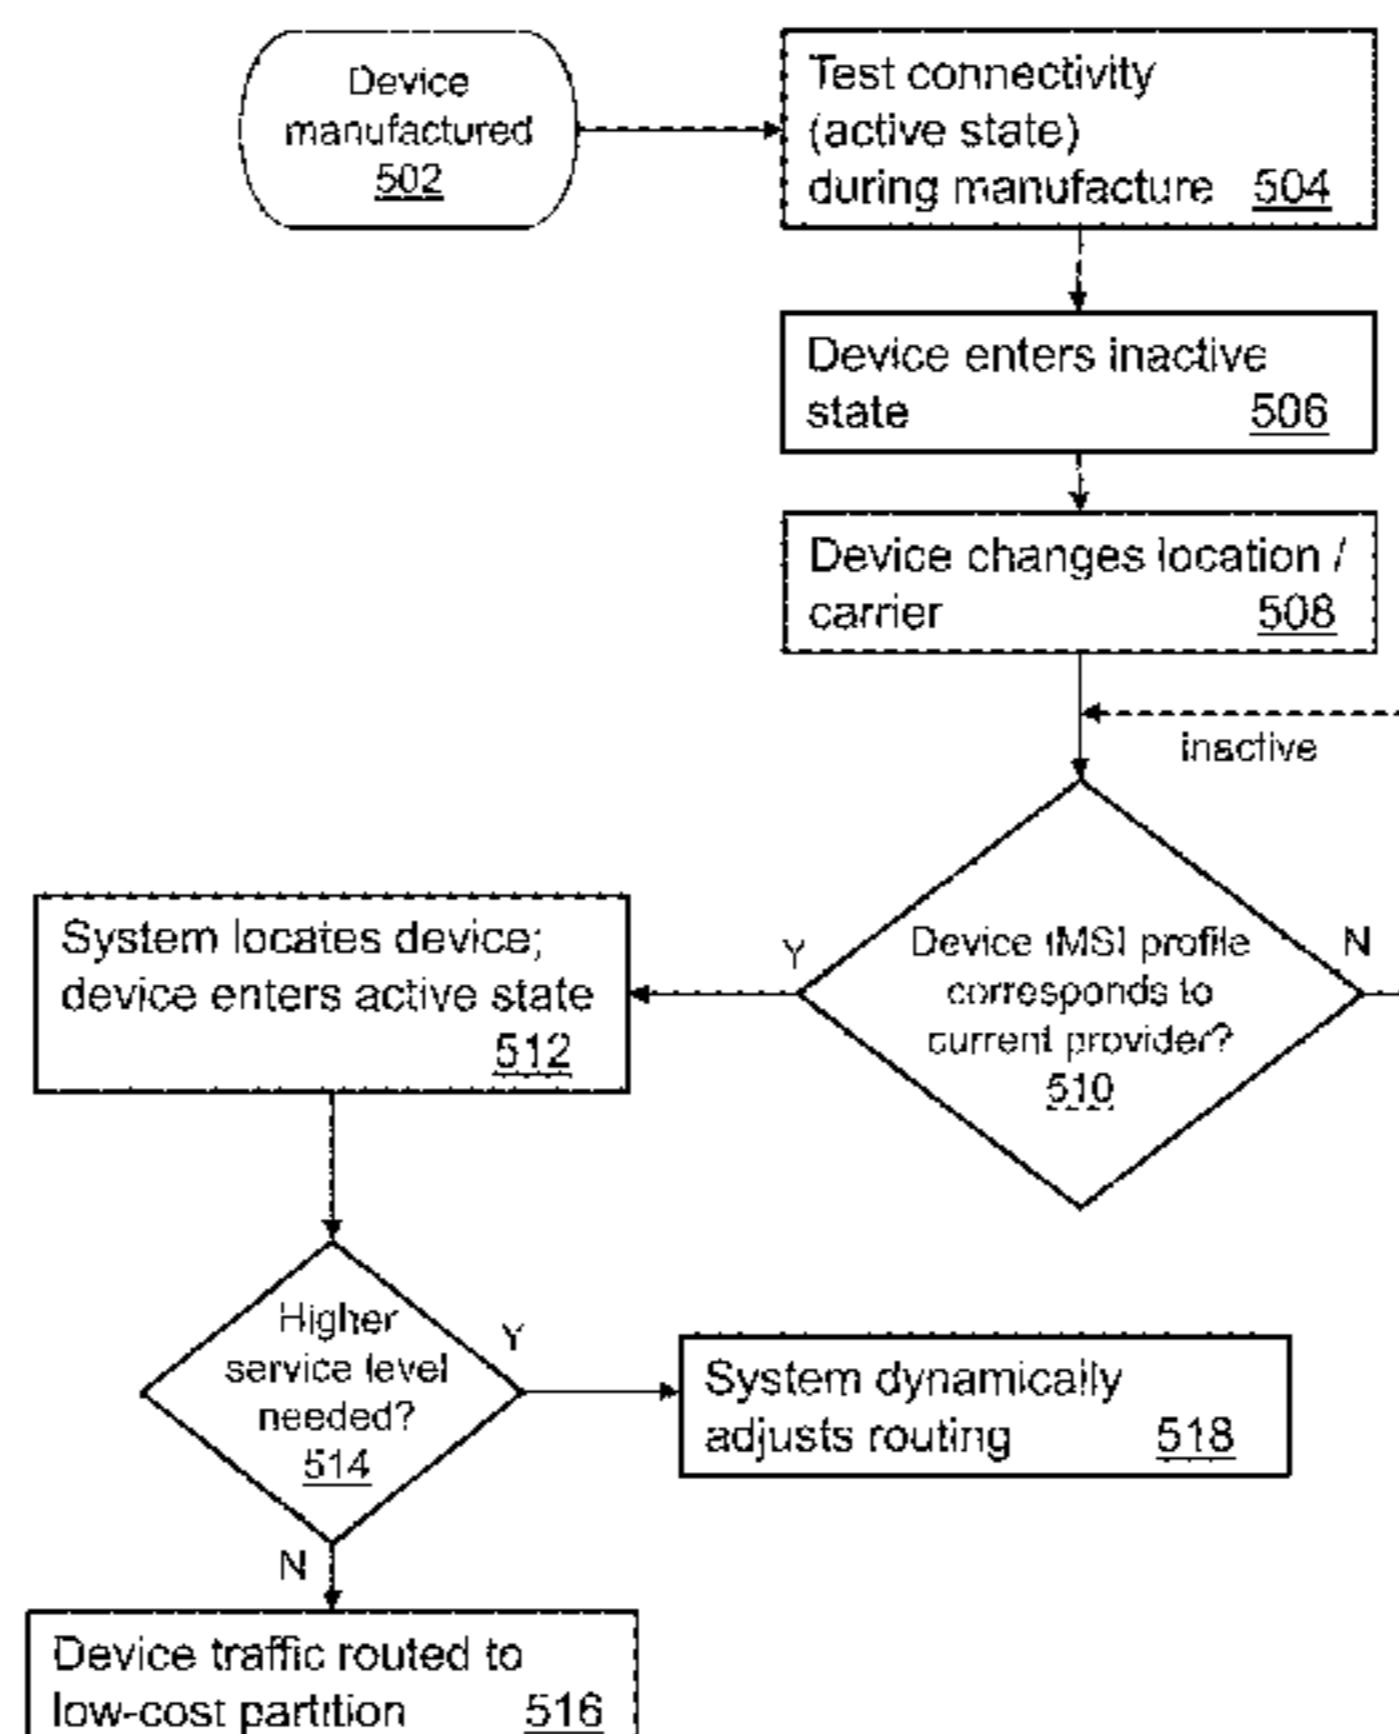 Device
manufactured
502
Test connectivity
(active state)
during manufacture 504
Device enters inactive
state 506
Device changes location /
carrier 508
inactive
Device IMSI profile
corresponds to
current provider?
510
Y
N
System locates device;
device enters active state
512
Higher
service level
needed?
514
Y
N
System dynamically
adjusts routing 518
Device traffic routed to
low-cost partition 516